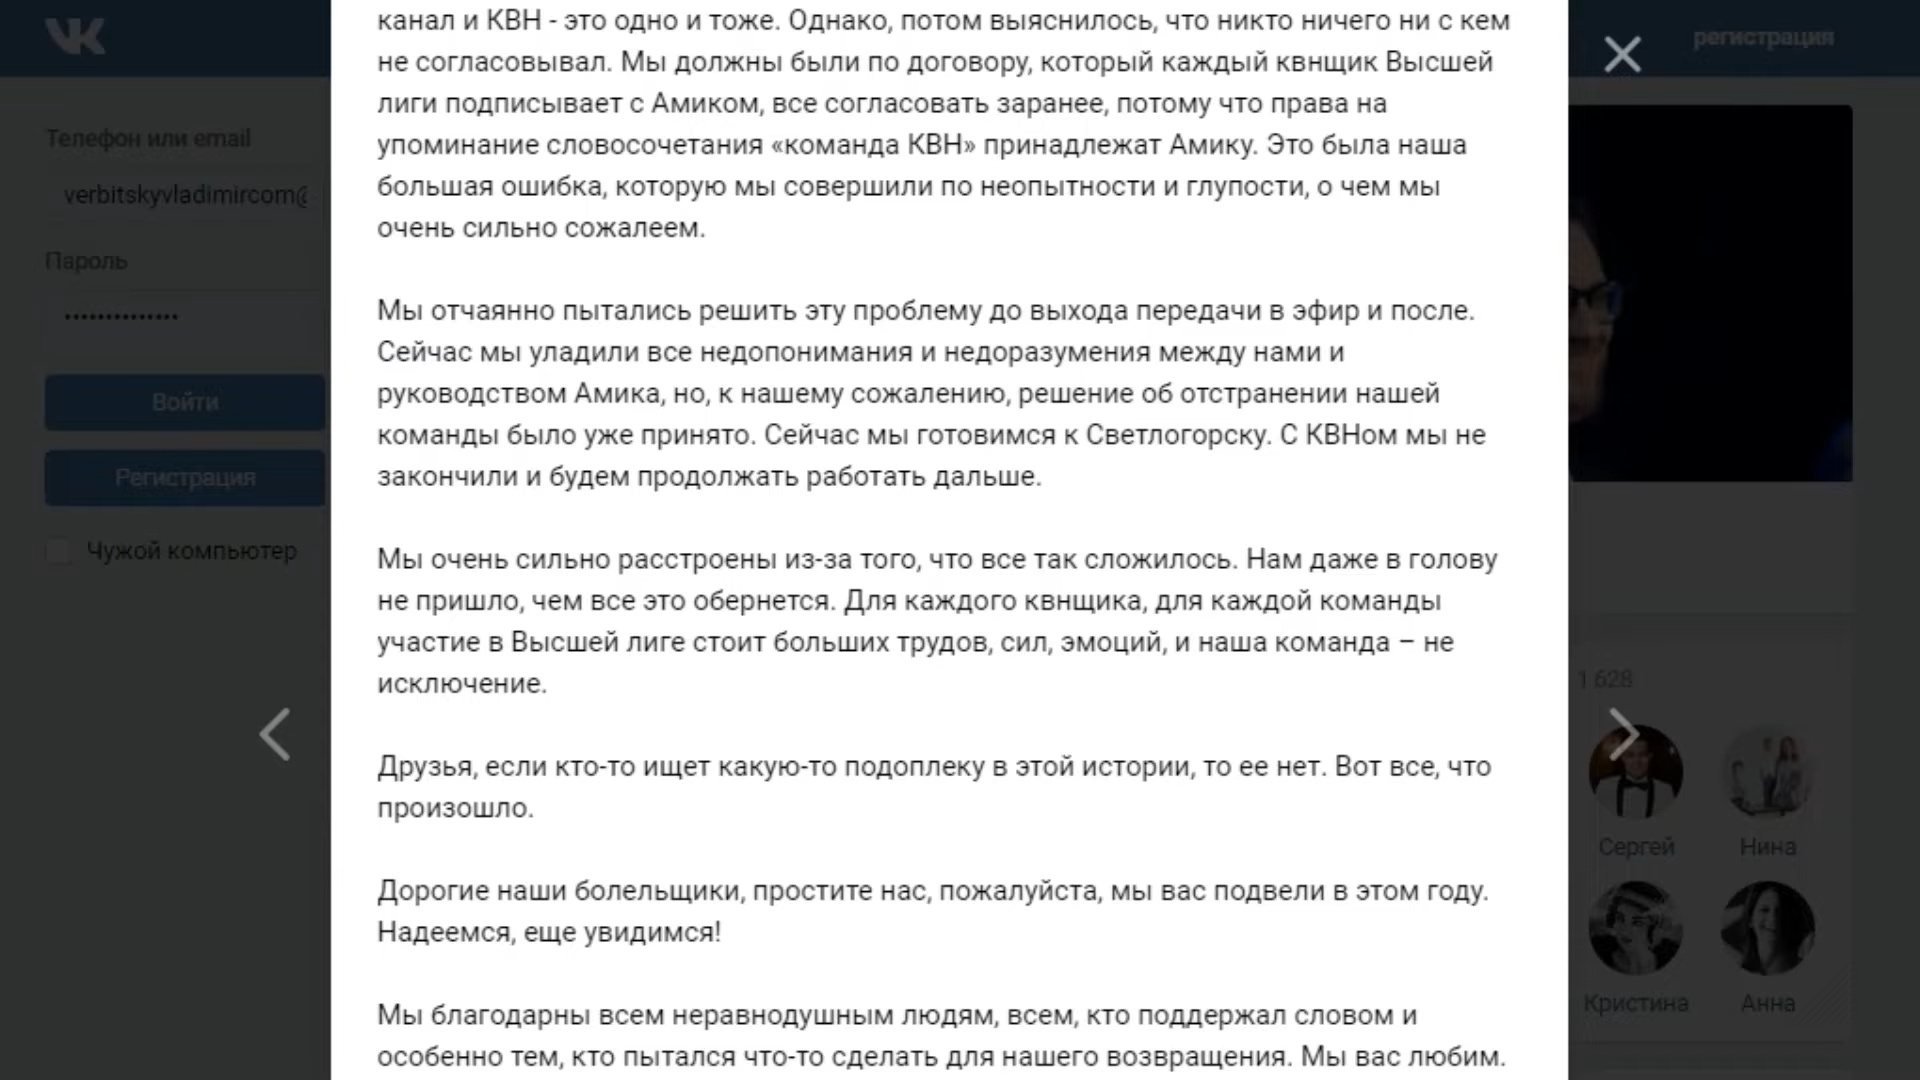 VK
регистрация
Телефон или email
verbitskyvladimircom@
Пароль
Войти
Регистрация
Чужой компьютер
канал и КВН - это одно и тоже. Однако, потом выяснилось, что никто ничего ни с кем
не согласовывал. Мы должны были по договору, который каждый квнщик Высшей
лиги подписывает с Амиком, все согласовать заранее, потому что права на
упоминание словосочетания «команда КВН» принадлежат Амику. Это была наша
большая ошибка, которую мы совершили по неопытности и глупости, о чем мы
очень сильно сожалеем.
Мы отчаянно пытались решить эту проблему до выхода передачи в эфир и после.
Сейчас мы уладили все недопонимания и недоразумения между нами и
руководством Амика, но, к нашему сожалению, решение об отстранении нашей
команды было уже принято. Сейчас мы готовимся к Светлогорску. С КВНом мы не
закончили и будем продолжать работать дальше.
Мы очень сильно расстроены из-за того, что все так сложилось. Нам даже в голову
не пришло, чем все это обернется. Для каждого квнщика, для каждой команды
участие в Высшей лиге стоит больших трудов, сил, эмоций, и наша команда – не
исключение.
Друзья, если кто-то ищет какую-то подоплеку в этой истории, то ее нет. Вот все, что
произошло.
Дорогие наши болельщики, простите нас, пожалуйста, мы вас подвели в этом году.
Надеемся, еще увидимся!
Мы благодарны всем неравнодушным людям, всем, кто поддержал словом и
особенно тем, кто пытался что-то сделать для нашего возвращения. Мы вас любим.
1 628
Сергей
Нина
Кристина
Анна